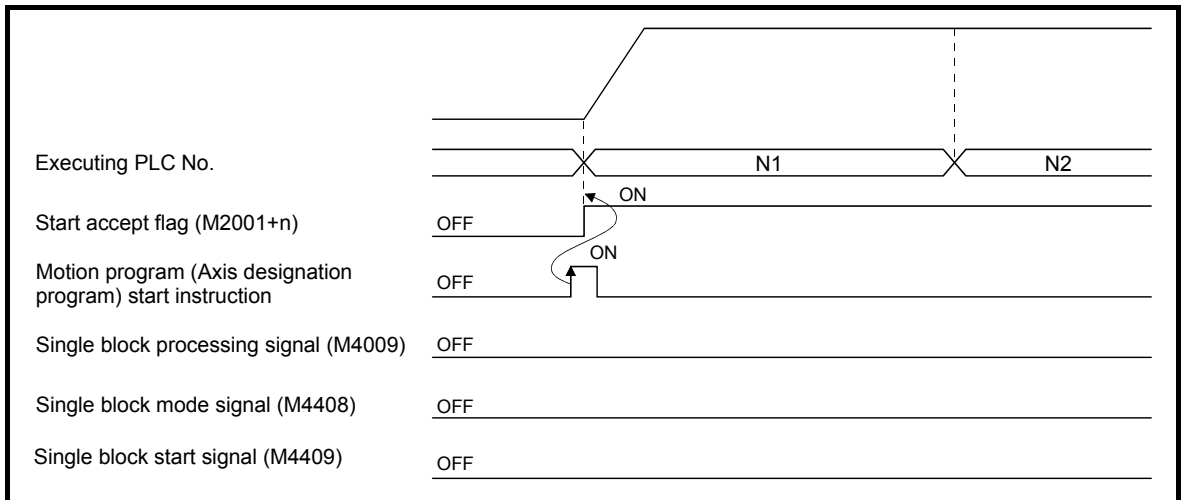 Executing PLC No.
N1
N2
ON
Start accept flag (M2001+n)
OFF
ON
Motion program (Axis designation
program) start instruction
OFF
Single block processing signal (M4009)
OFF
Single block mode signal (M4408)
OFF
Single block start signal (M4409)
OFF